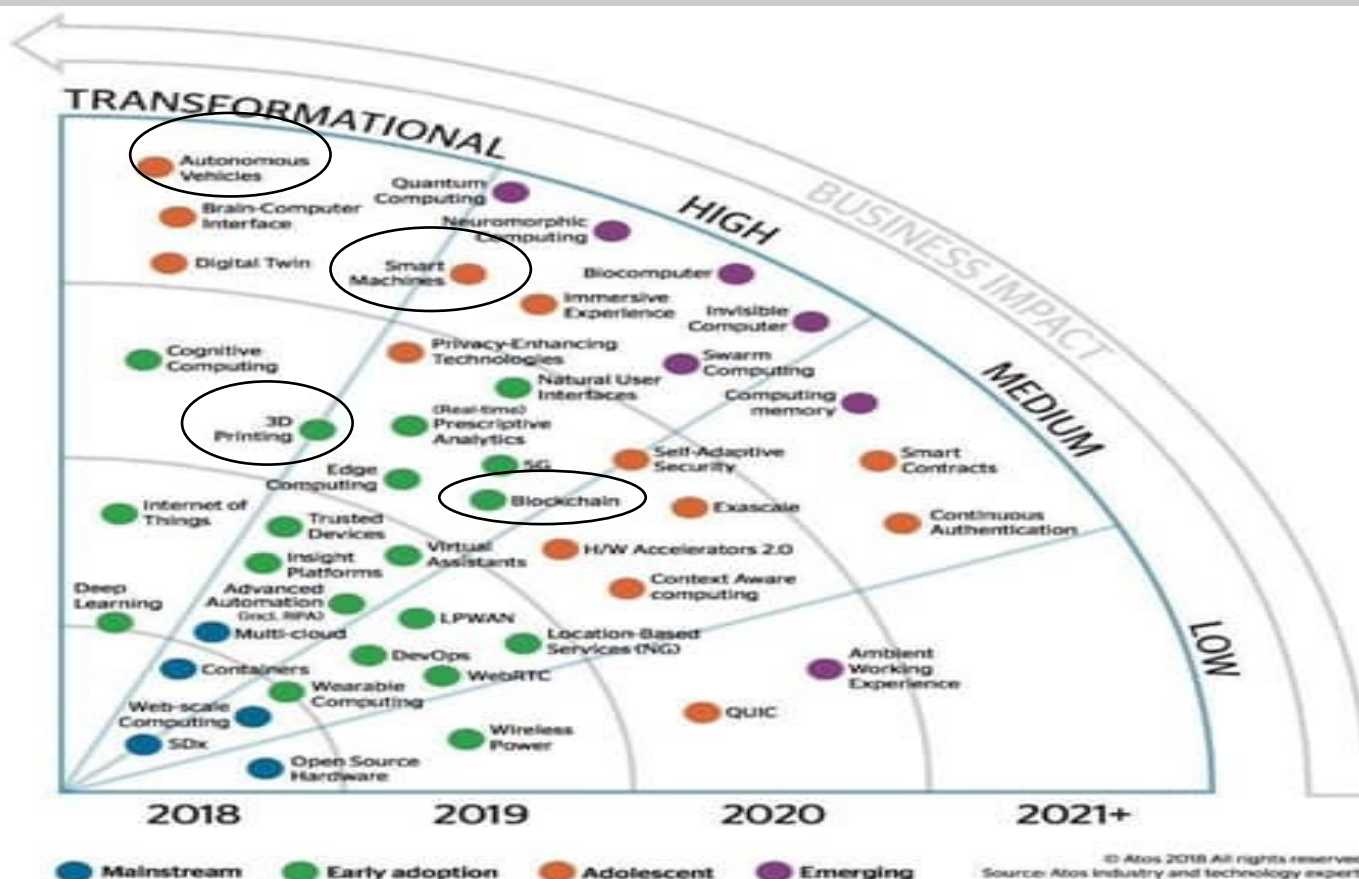 TRANSFORMATIONAL
HIGH
MEDIUM
LOW
BUSINESS IMPACT
Autonomous
Vehicles
Brain-Computer
Interface
Digital Twin
Quantum
Computing
Neuromorphic
Computing
Smart
Machines
Biocomputer
Immersive
Experience
Invisible
Computer
Cognitive
Computing
Privacy-Enhancing
Technologies
Swarm
Computing
Natural User
Interfaces
Computing
memory
3D
Printing
(Real-time)
Prescriptive
Analytics
5G
Self-Adaptive
Security
Smart
Contracts
Edge
Computing
Blockchain
Exascale
Continuous
Authentication
Internet of
Things
Trusted
Devices
Virtual
Assistants
H/W Accelerators 2.0
Insight
Platforms
Context Aware
computing
Deep
Learning
Advanced
Automation
(incl. RPA)
LPWAN
Multi-cloud
Location-Based
Services (NG)
DevOps
Containers
WebRTC
Wearable
Computing
Ambient
Working
Experience
Web-scale
Computing
QUIC
SDx
Wireless
Power
Open Source
Hardware
2018
2019
2020
2021+
Mainstream
Early adoption
Adolescent
Emerging
© Atos 2018 All rights reserved
Source: Atos industry and technology expert